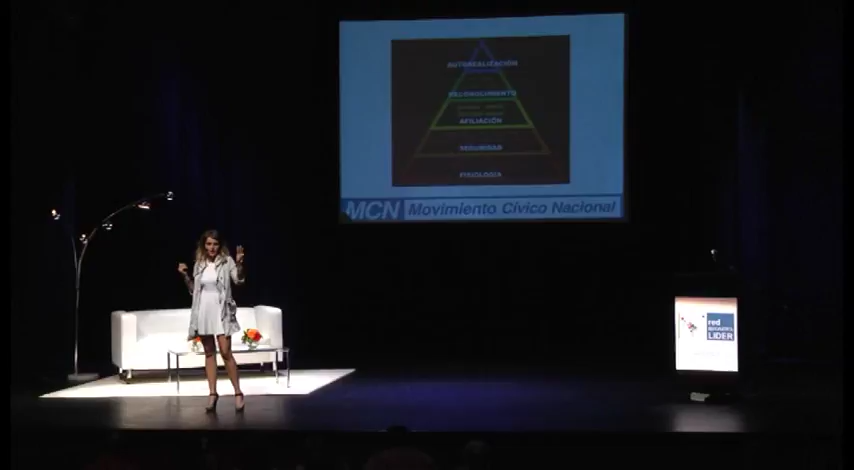 AUTOREALIZACIÓN
RECONOCIMIENTO
AFILIACIÓN
SEGURIDAD
FISIOLOGÍA
MCN Movimiento Cívico Nacional
red
LIDER